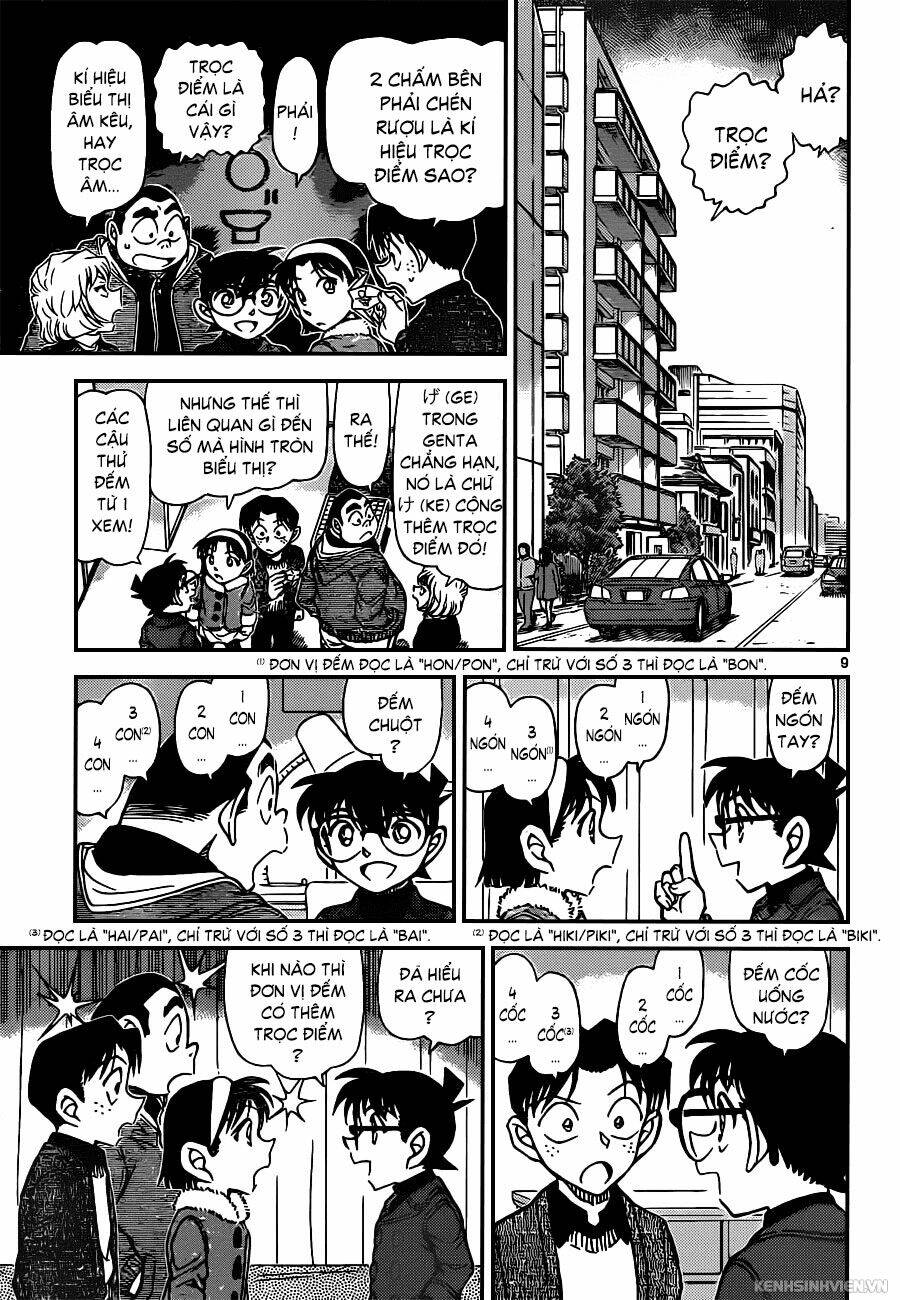 HẢ?
TRỌC
ĐIỂM?
2 CHẤM BÊN
PHẢI CHÉN
RƯỢU LÀ KÍ
HIỆU TRỌC
ĐIỂM SAO?
PHẢI
!
TRỌC
ĐIỂM LÀ
CÁI GÌ
VẬY?
KÍ HIỆU
BIỂU THỊ
ÂM KÊU,
HAY
TRỌC
ÂM...
げ (GE)
TRONG
GENTA
CHẲNG HẠN,
NÓ LÀ CHỮ
け (KE) CỘNG
THÊM TRỌC
ĐIỂM ĐÓ!
RA
THẾ!
NHƯNG THẾ THÌ
LIÊN QUAN GÌ ĐẾN
SỐ MÀ HÌNH TRÒN
BIỂU THỊ?
CÁC
CẬU
THỬ
ĐẾM
TỪ 1
XEM!
(1) ĐƠN VỊ ĐẾM ĐỌC LÀ "HON/PON", CHỈ TRỪ VỚI SỐ 3 THÌ ĐỌC LÀ "BON".
9
ĐẾM
NGÓN
TAY?
1
NGÓN
...
2
NGÓN
...
3
NGÓN(1)
...
4
NGÓN
...
ĐẾM
CHUỘT
?
1
CON
...
2
CON
...
3
CON(2)
...
4
CON
...
(2) ĐỌC LÀ "HIKI/PIKI", CHỈ TRỪ VỚI SỐ 3 THÌ ĐỌC LÀ "BIKI".
(3) ĐỌC LÀ "HAI/PAI", CHỈ TRỪ VỚI SỐ 3 THÌ ĐỌC LÀ "BAI".
ĐẾM CỐC
UỐNG
NƯỚC?
1
CỐC
...
2
CỐC
...
3
CỐC(3)
...
4
CỐC
...
ĐÃ HIỂU
RA CHƯA
?
KHI NÀO THÌ
ĐƠN VỊ ĐẾM
CÓ THÊM
TRỌC ĐIỂM
?
KENHSINHVIEN.VN